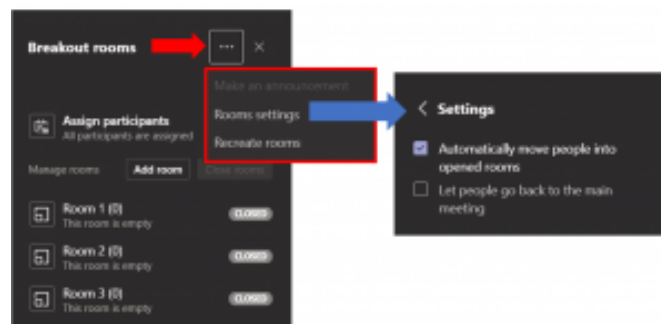 Breakout rooms
Make an announcement
Rooms settings
Recreate rooms
Assign participants
All participants are assigned
Manage rooms Add room Close rooms
Room 1 (0)
This room is empty
CLOSED
Room 2 (0)
This room is empty
CLOSED
Room 3 (0)
This room is empty
CLOSED
Settings
Automatically move people into
opened rooms
Let people go back to the main
meeting